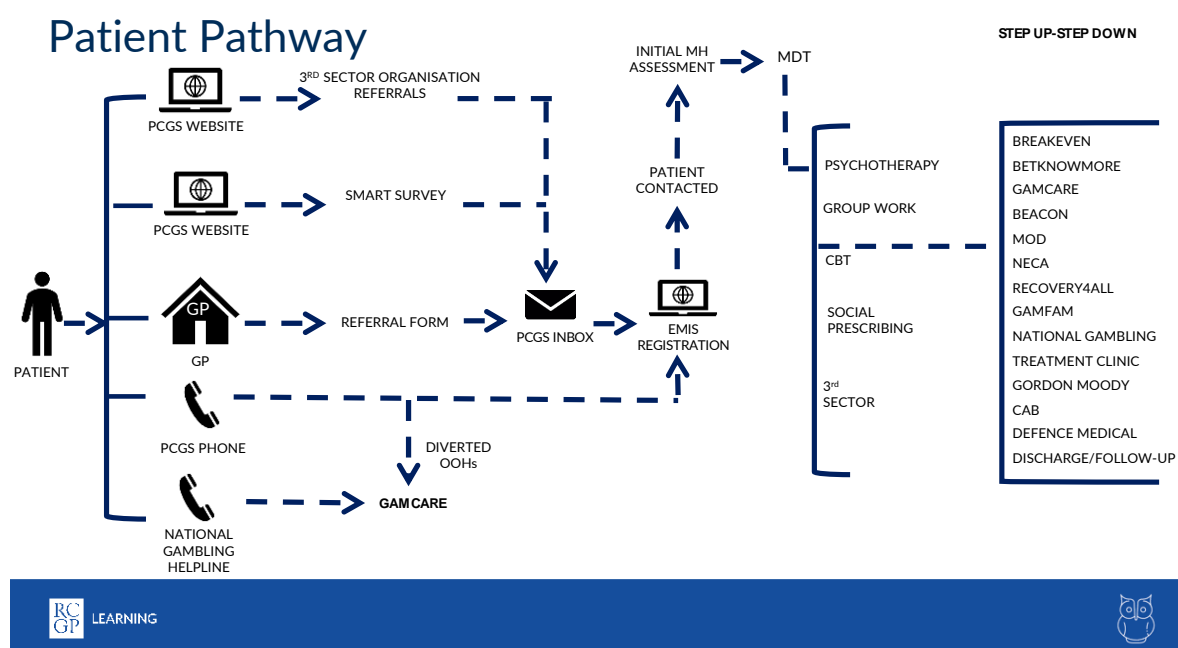 Patient Pathway
STEP UP-STEP DOWN
3RD SECTOR ORGANISATION
REFERRALS
PCGS WEBSITE
SMART SURVEY
PCGS WEBSITE
GP
GP
REFERRAL FORM
PATIENT
PCGS PHONE
DIVERTED
OOHs
GAMCARE
NATIONAL
GAMBLING
HELPLINE
PCGS INBOX
EMIS
REGISTRATION
PATIENT
CONTACTED
INITIAL MH
ASSESSMENT
MDT
PSYCHOTHERAPY
GROUP WORK
CBT
SOCIAL
PRESCRIBING
3rd
SECTOR
BREAKEVEN
BETKNOWMORE
GAMCARE
BEACON
MOD
NECA
RECOVERY4ALL
GAMFAM
NATIONAL GAMBLING
TREATMENT CLINIC
GORDON MOODY
CAB
DEFENCE MEDICAL
DISCHARGE/FOLLOW-UP
RC
GP
LEARNING